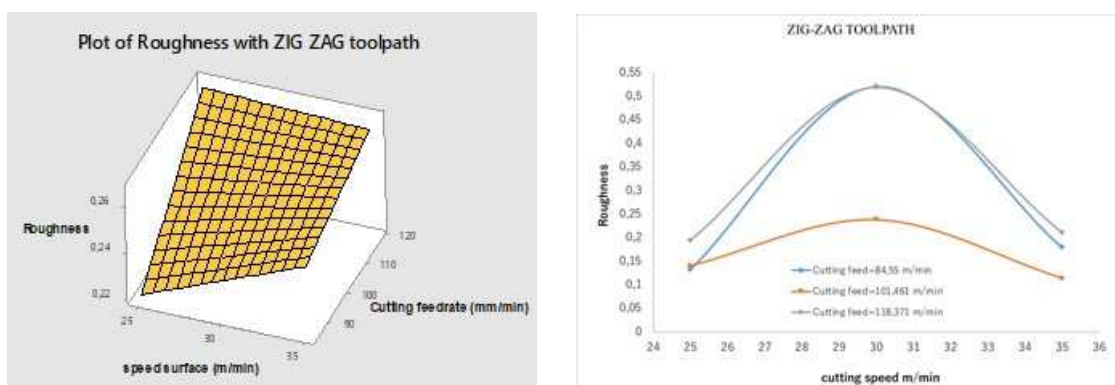 Plot of Roughness with ZIG ZAG toolpath
0,26
Roughness
0,24
0,22
25
30
35
speed surface (m/min)
120
110
100
90
Cutting feedrate (mm/min)
ZIG-ZAG TOOLPATH
0,55
0,5
0,45
0,4
0,35
0,3
0,25
0,2
0,15
0,1
0,05
0
Roughness
Cutting feed=84,55 m/min
Cutting feed=101,461 m/min
Cutting feed=118,371 m/min
24 25 26 27 28 29 30 31 32 33 34 35 36
cutting speed m/min